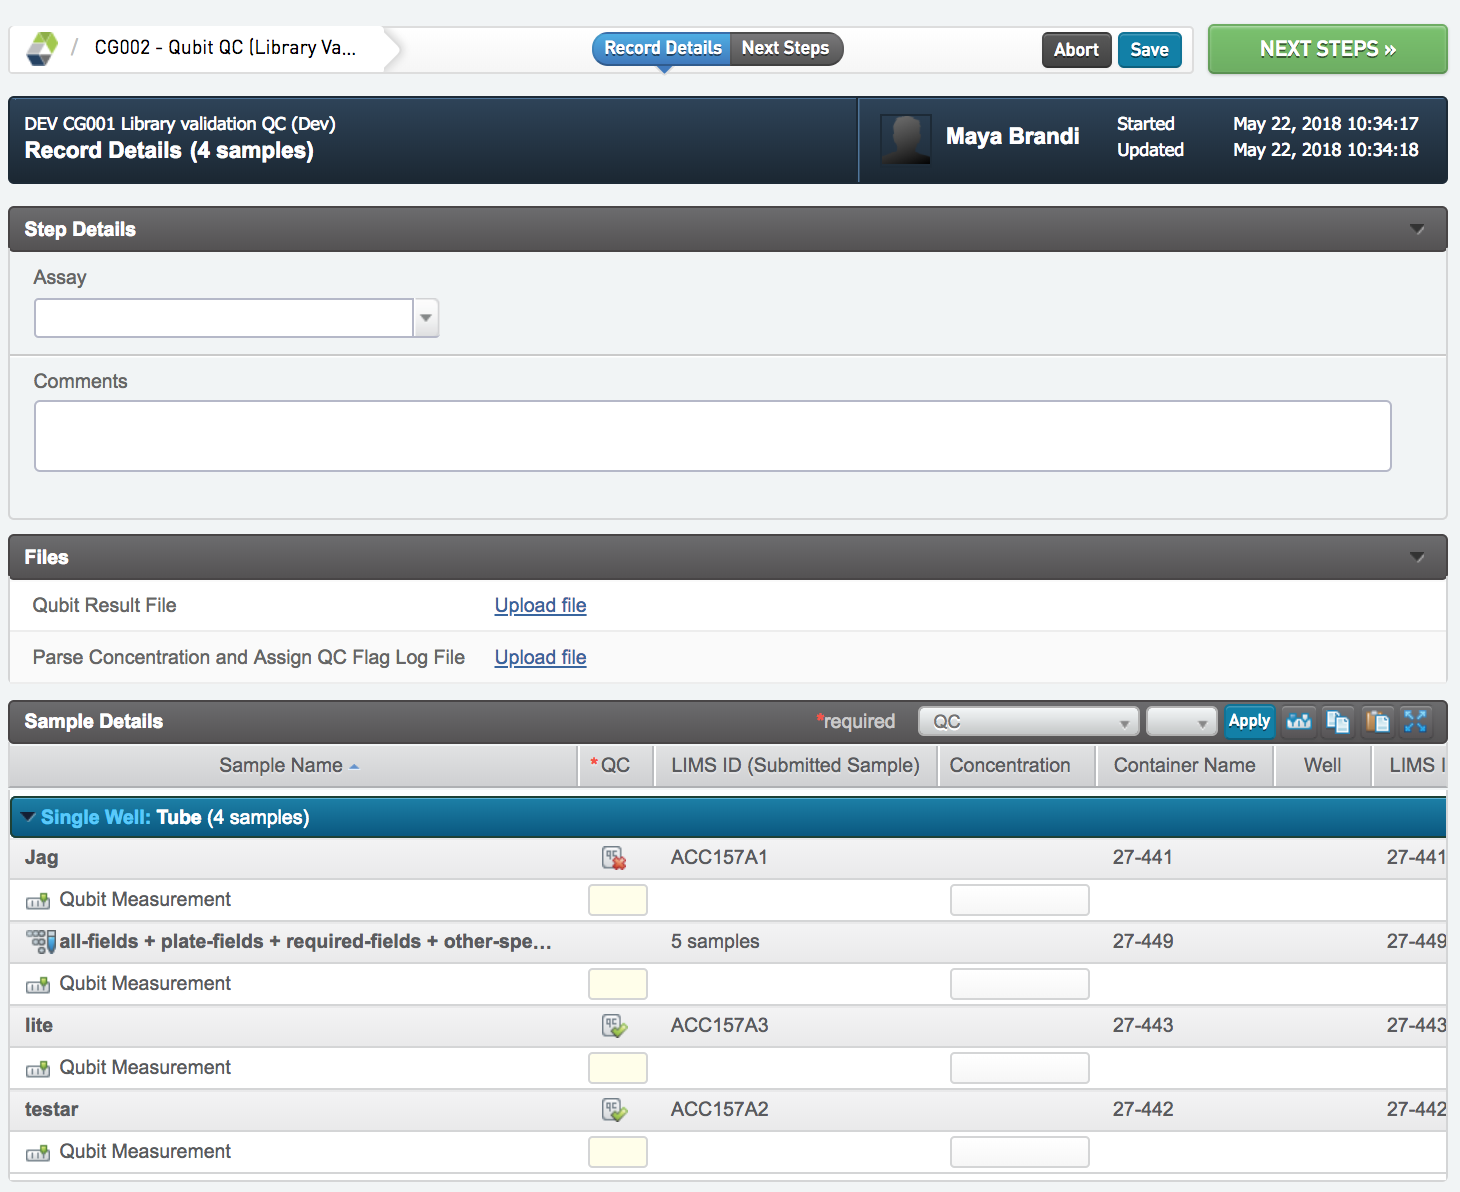 / CG002 - Qubit QC (Library Va...
Record Details Next Steps
Abort Save NEXT STEPS »
DEV CG001 Library validation QC (Dev)
Record Details (4 samples)
Maya Brandi
Started May 22, 2018 10:34:17
Updated May 22, 2018 10:34:18
Step Details
Assay
Comments
Files
Qubit Result File Upload file
Parse Concentration and Assign QC Flag Log File Upload file
Sample Details *required QC Apply
Sample Name *QC LIMS ID (Submitted Sample) Concentration Container Name Well LIMS I
Single Well: Tube (4 samples)
Jag ACC157A1 27-441 27-441
Qubit Measurement
all-fields + plate-fields + required-fields + other-spe... 5 samples 27-449 27-449
Qubit Measurement
lite ACC157A3 27-443 27-443
Qubit Measurement
testar ACC157A2 27-442 27-442
Qubit Measurement